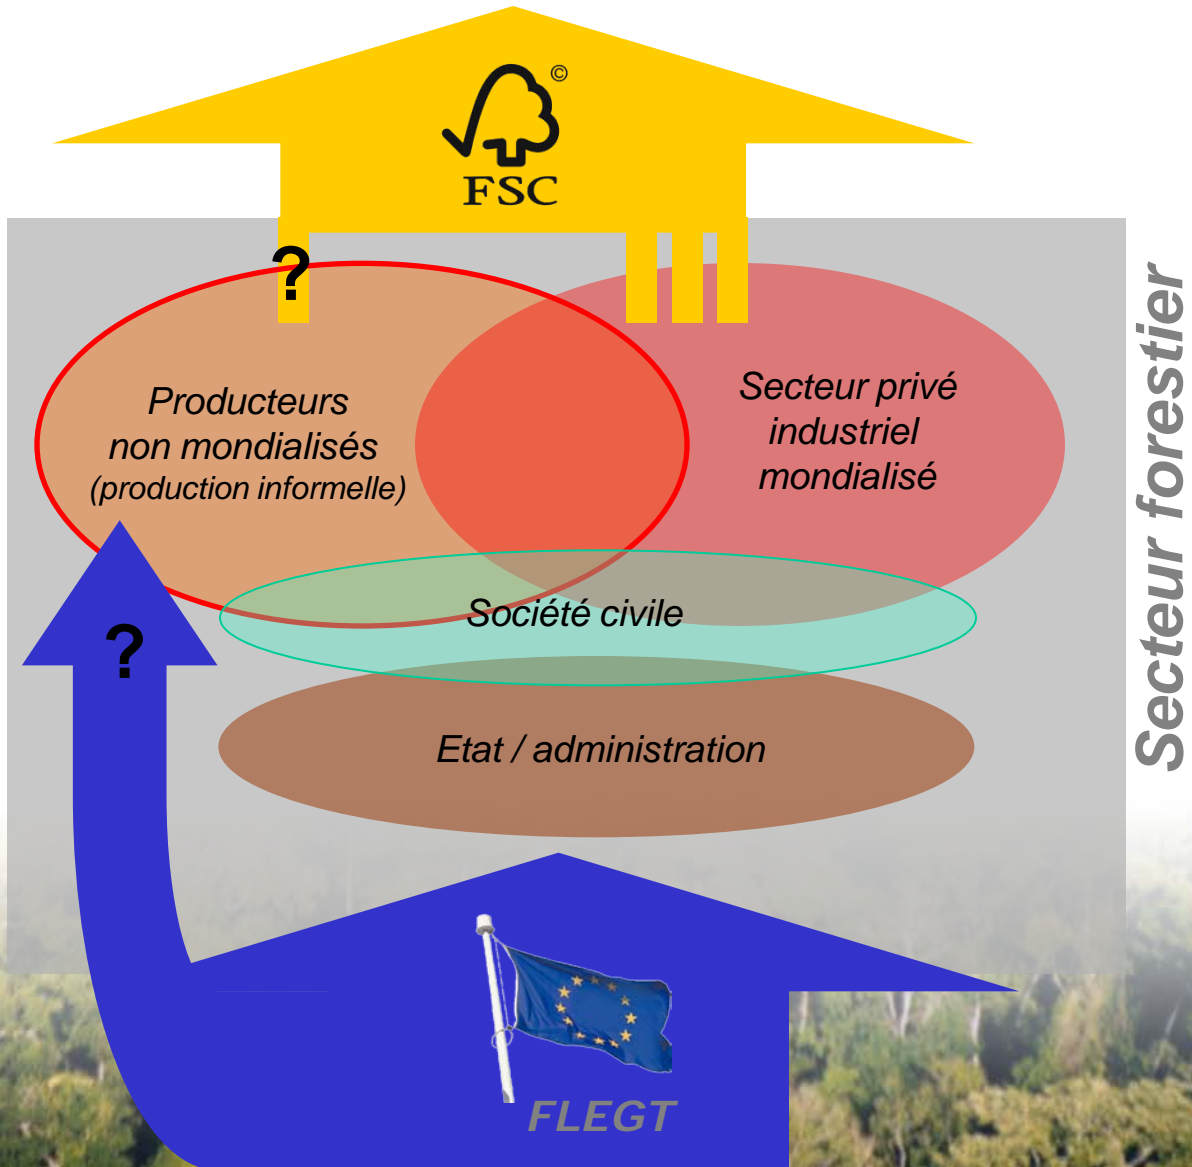 ©
FSC
?
Producteurs
non mondialisés
(production informelle)
Secteur privé
industriel
mondialisé
Secteur forestier
Société civile
?
Etat / administration
FLEGT